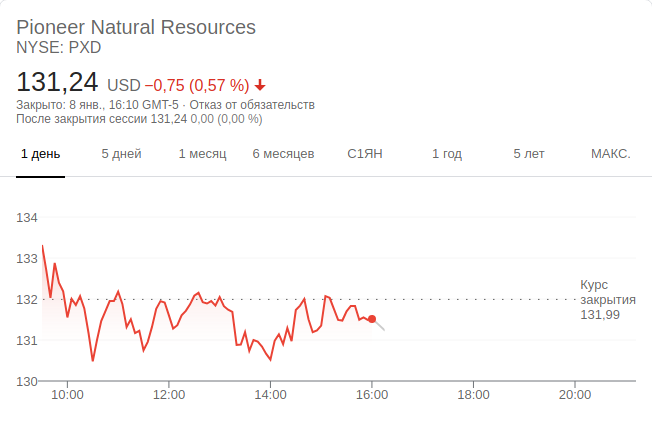 Pioneer Natural Resources
NYSE: PXD
131,24 USD −0,75 (0,57 %)
Закрыто: 8 янв., 16:10 GMT-5 · Отказ от обязательств
После закрытия сессии 131,24 0,00 (0,00 %)
1 день 5 дней 1 месяц 6 месяцев С1ЯН 1 год 5 лет МАКС.
134
133
132
131
130
Курс
закрытия
131,99
10:00 12:00 14:00 16:00 18:00 20:00